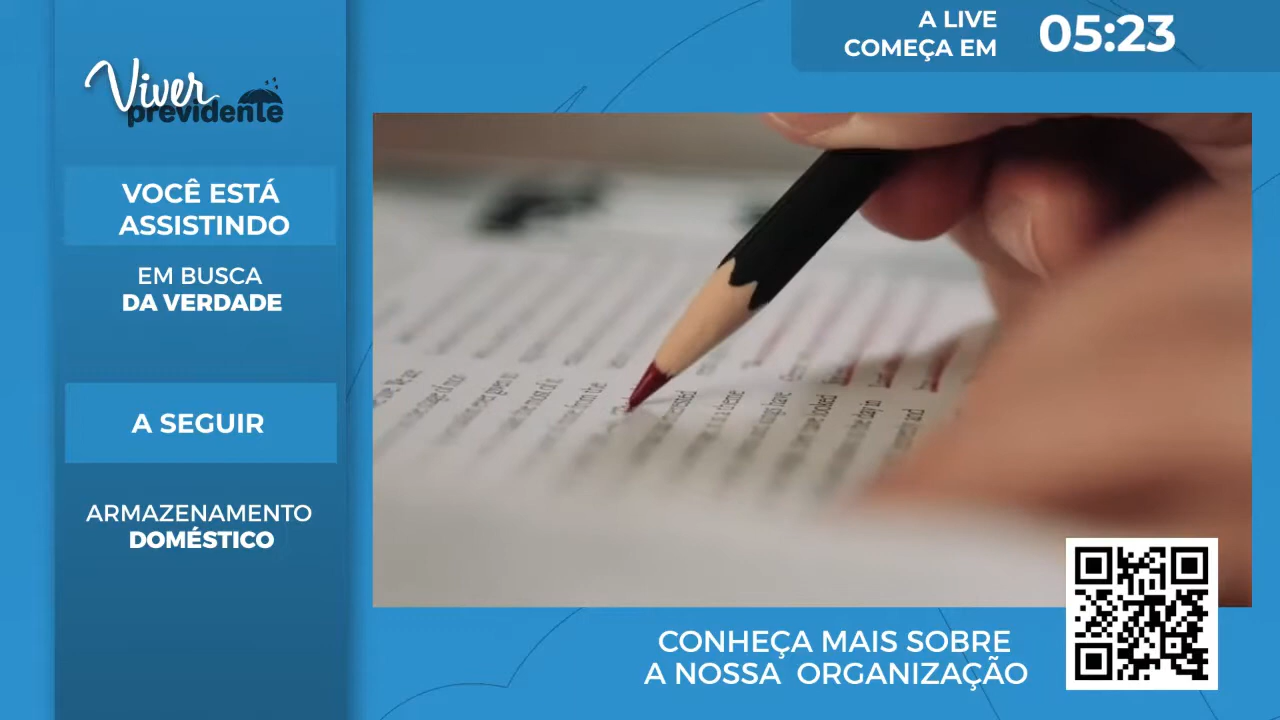 A LIVE
COMEÇA EM
05:23
Viver
previdente
VOCÊ ESTÁ
ASSISTINDO
EM BUSCA
DA VERDADE
A SEGUIR
ARMAZENAMENTO
DOMÉSTICO
CONHEÇA MAIS SOBRE
A NOSSA ORGANIZAÇÃO